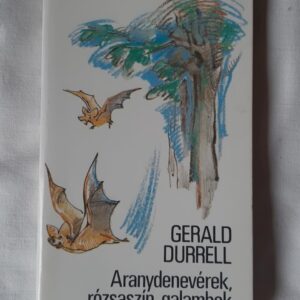 GERALD
DURRELL
Aranydenevérek,
rózsaszín galambok